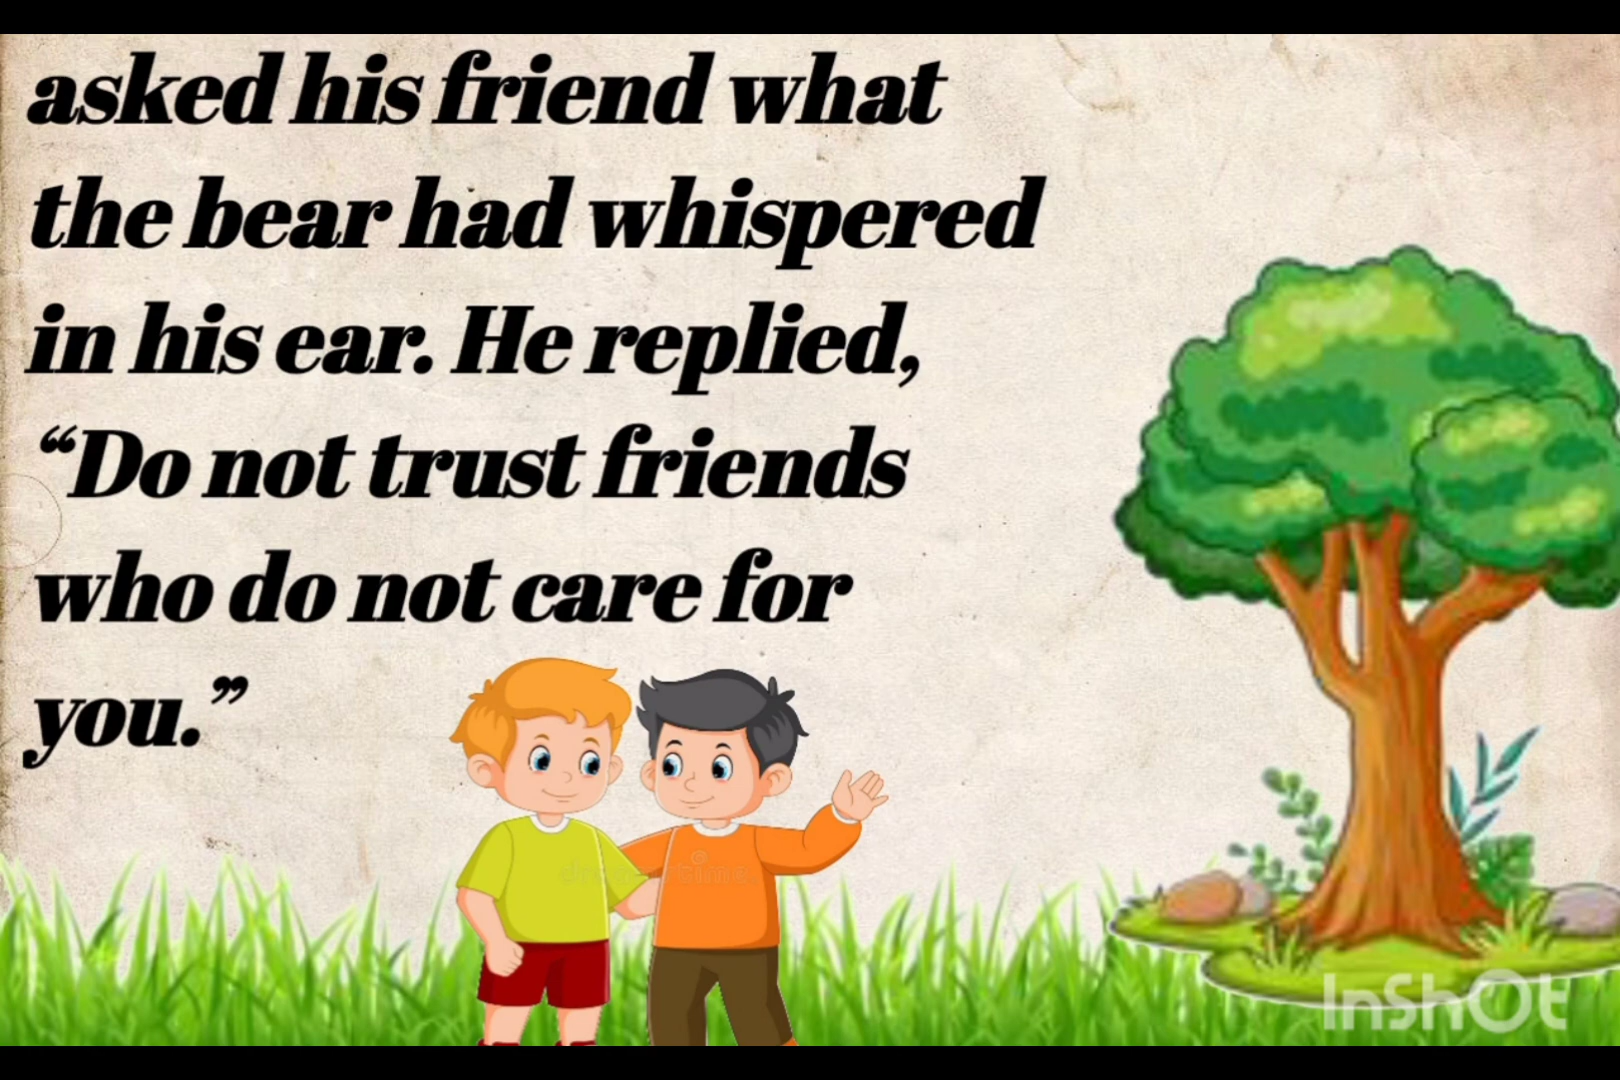 asked his friend what
the bear had whispered
in his ear. He replied,
“Do not trust friends
who do not care for
you.”
InShOt